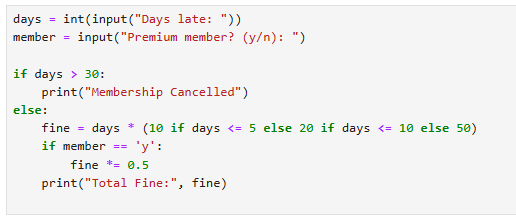 days = int(input("Days late: "))
member = input("Premium member? (y/n): ")
if days > 30:
    print("Membership Cancelled")
else:
    fine = days * (10 if days <= 5 else 20 if days <= 10 else 50)
    if member == 'y':
        fine *= 0.5
    print("Total Fine:", fine)